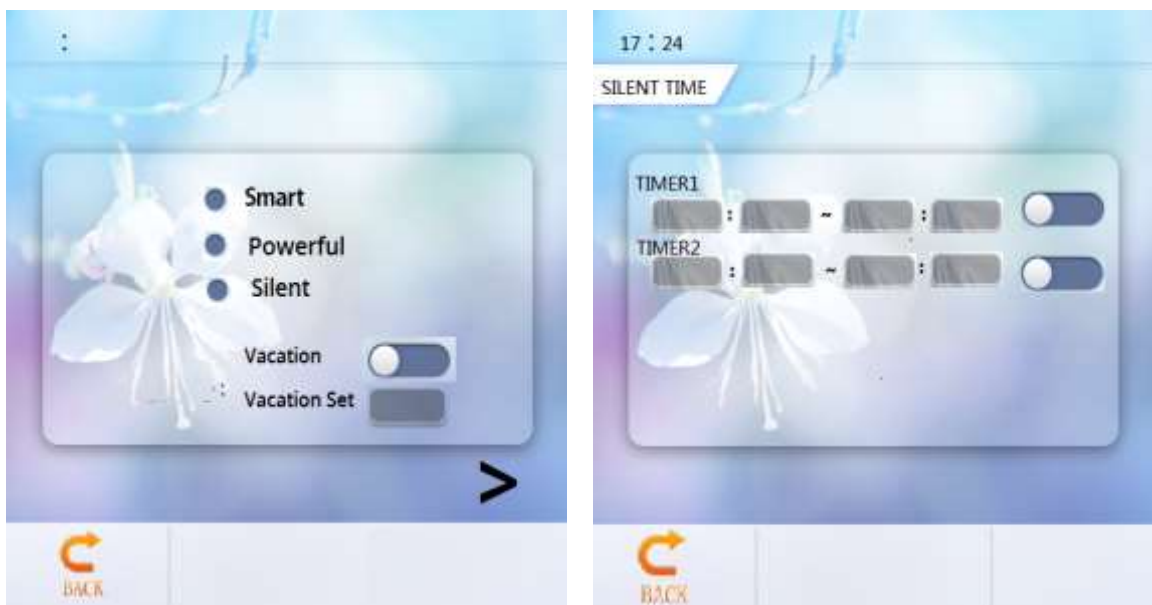 :
Smart
Powerful
Silent
Vacation
Vacation Set
>
BACK
17 : 24
SILENT TIME
TIMER1
: ~ :
TIMER2
: ~ :
BACK